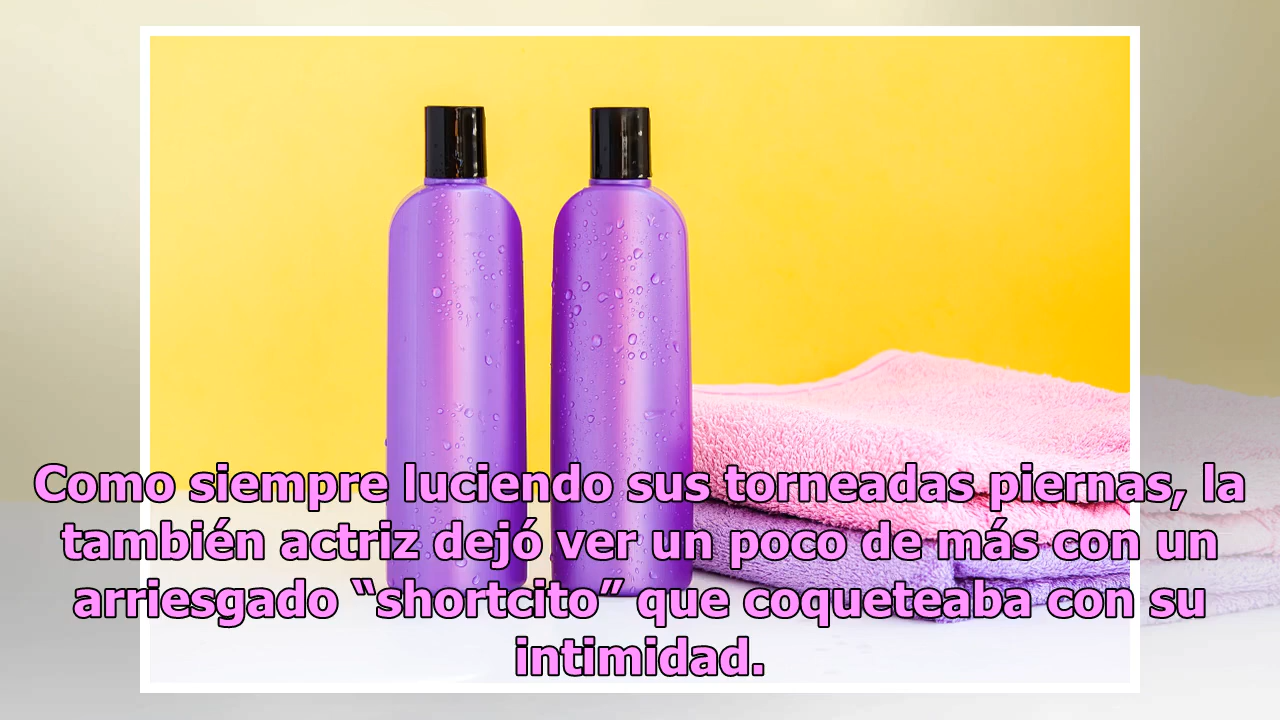 Como siempre luciendo sus torneadas piernas, la
también actriz dejó ver un poco de más con un
arriesgado “shortcito” que coqueteaba con su
intimidad.